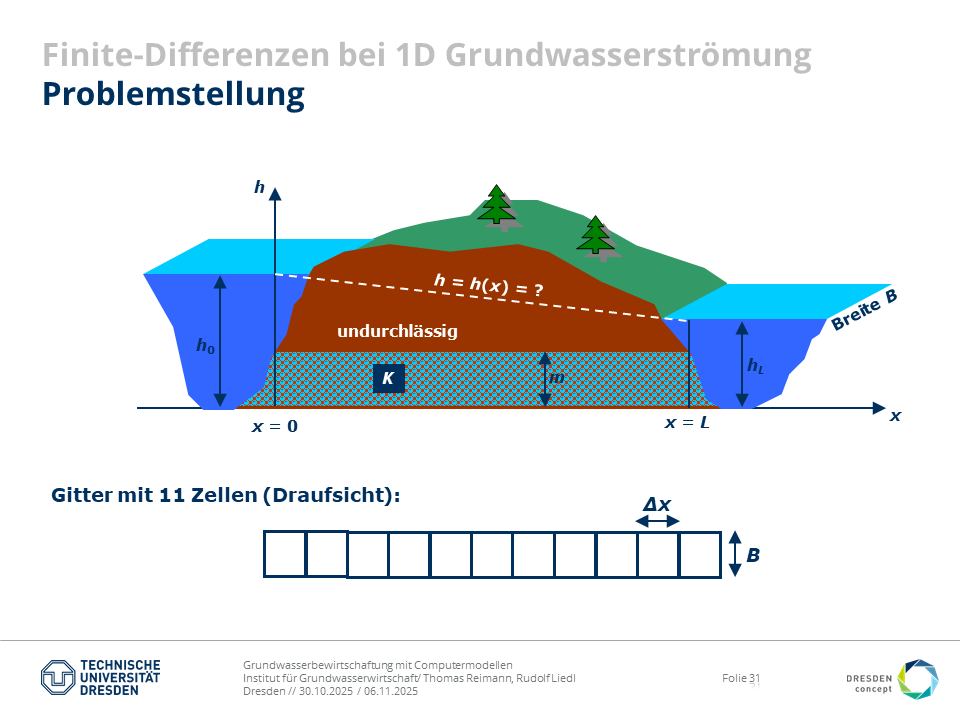 Finite-Differenzen bei 1D Grundwasserströmung
Problemstellung
h
h = h(x) = ?
undurchlässig
Breite B
h₀
K
m
h_L
x
x = 0
x = L
Gitter mit 11 Zellen (Draufsicht):
Δx
B
TECHNISCHE
UNIVERSITÄT
DRESDEN
Grundwasserbewirtschaftung mit Computermodellen
Institut für Grundwasserwirtschaft/ Thomas Reimann, Rudolf Liedl
Dresden // 30.10.2025 / 06.11.2025
Folie 31
DRESDEN
concept